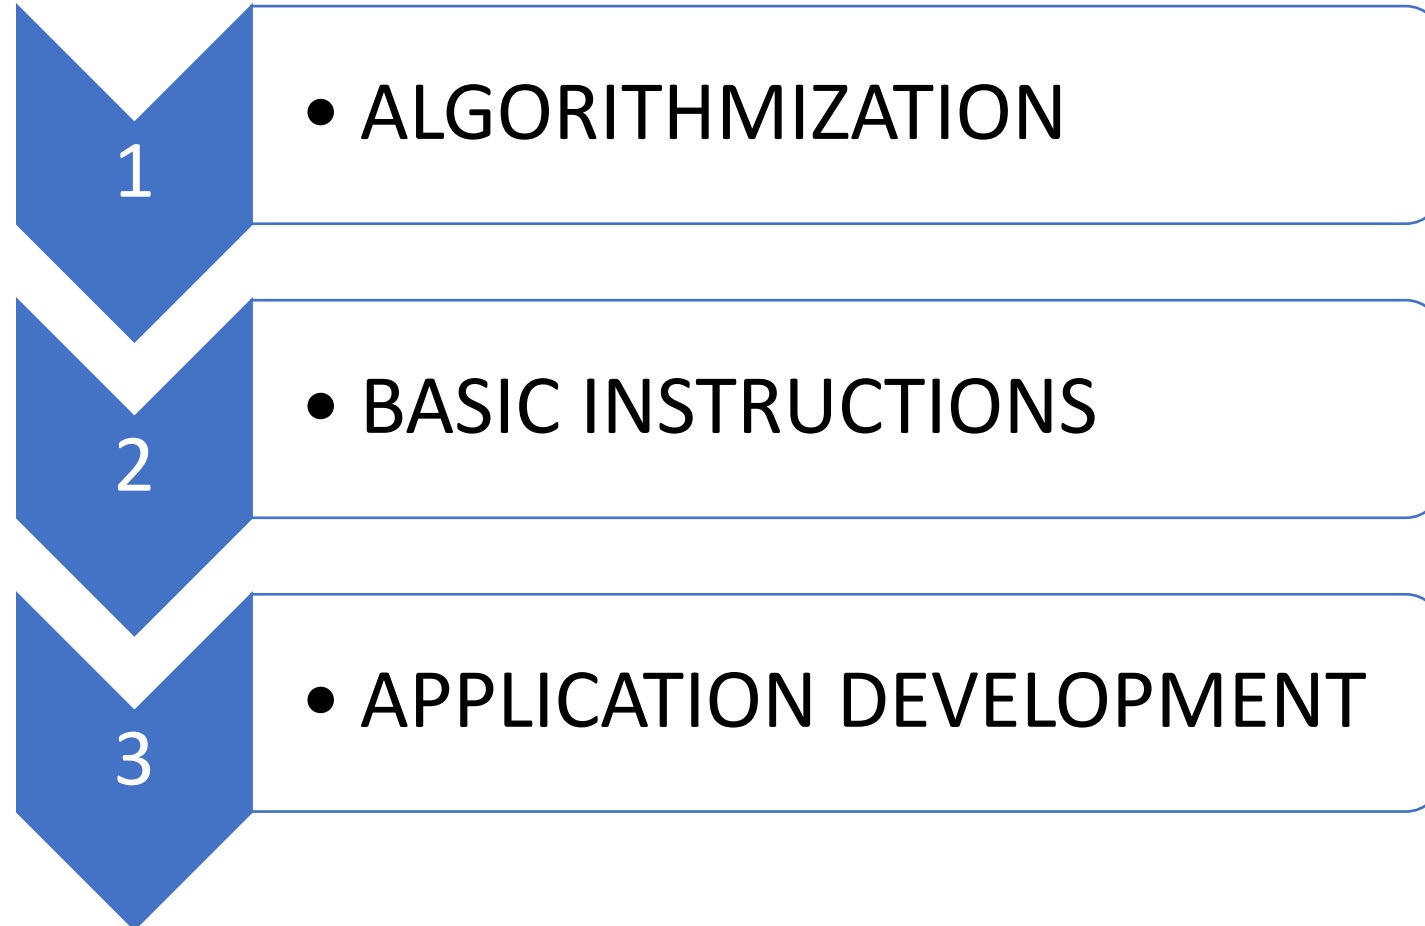 1
• ALGORITHMIZATION
2
• BASIC INSTRUCTIONS
3
• APPLICATION DEVELOPMENT